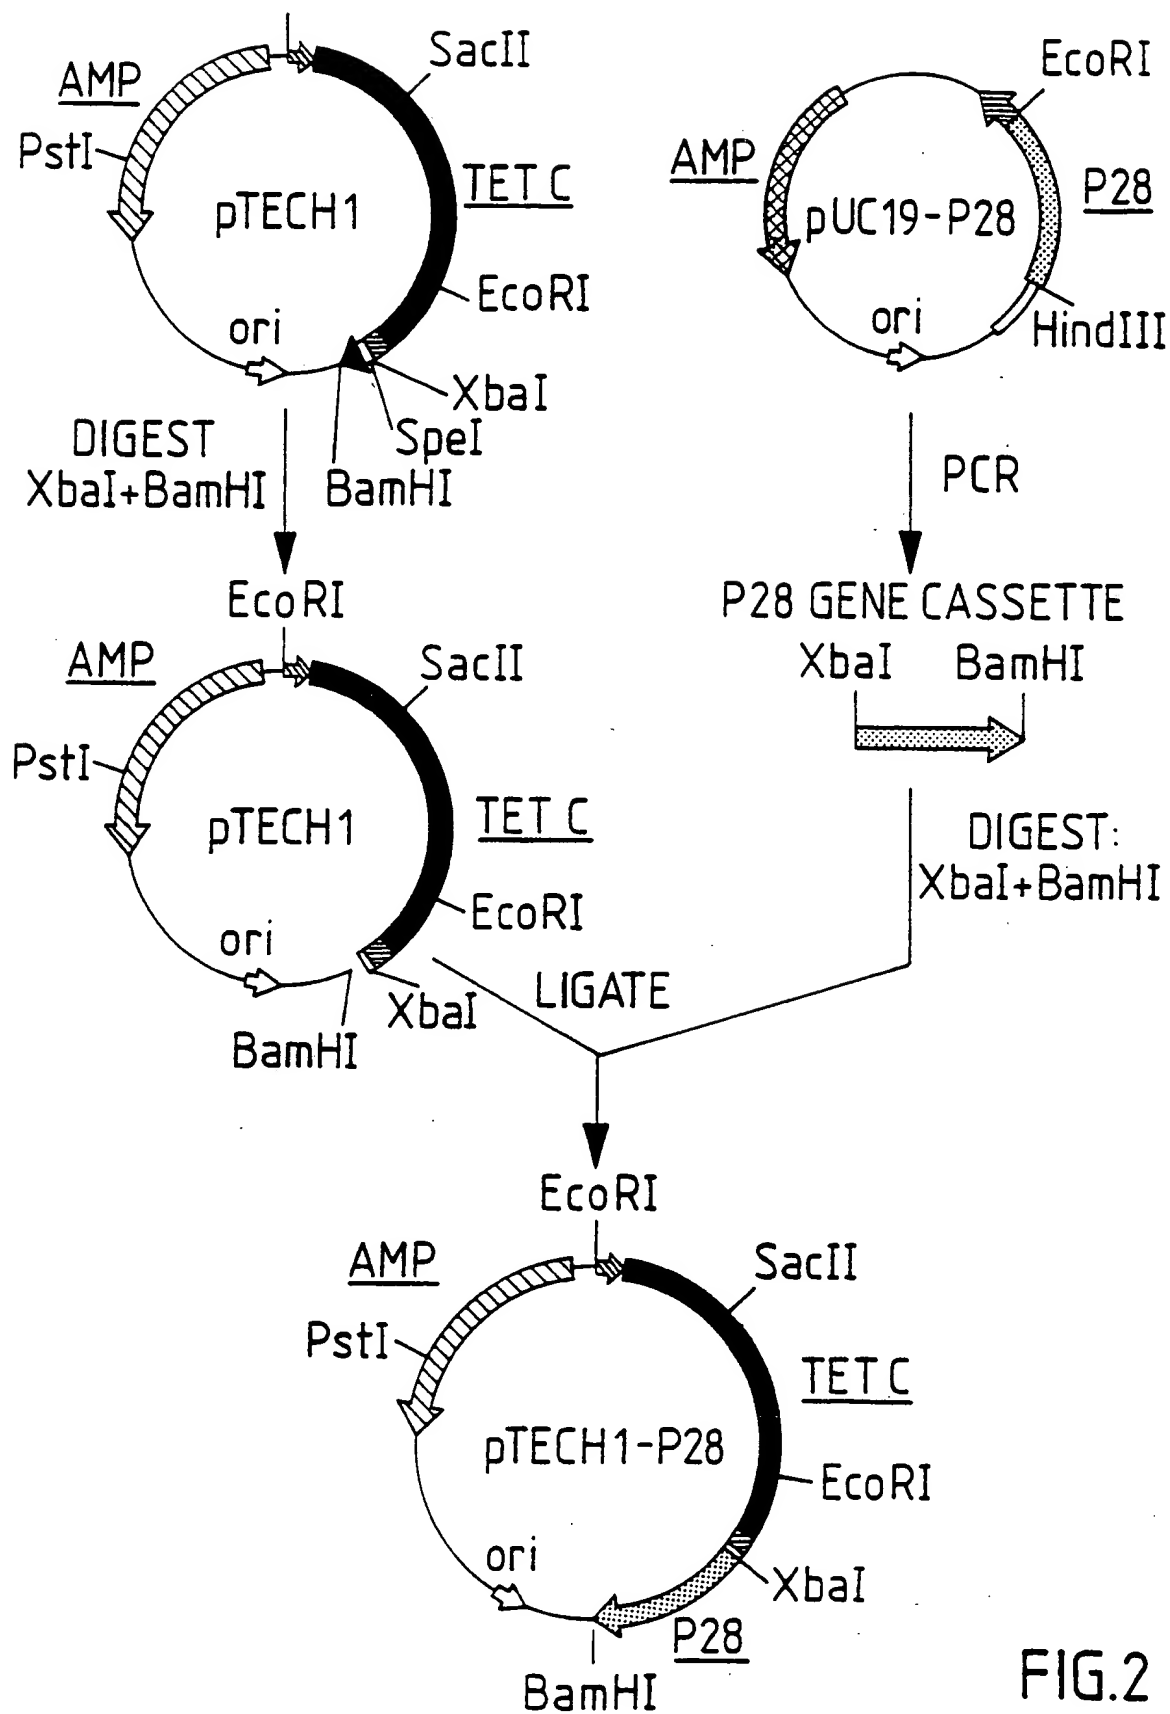 SacII
AMP
PstI
pTECH1
TET C
EcoRI
ori
XbaI
SpeI
BamHI
DIGEST
XbaI+BamHI
EcoRI
AMP
pUC19-P28
P28
ori
HindIII
PCR
P28 GENE CASSETTE
XbaI BamHI
DIGEST:
XbaI+BamHI
EcoRI
AMP
SacII
PstI
pTECH1
TET C
EcoRI
ori
XbaI
BamHI
LIGATE
EcoRI
AMP
SacII
PstI
TET C
pTECH1-P28
EcoRI
ori
XbaI
P28
BamHI
FIG.2